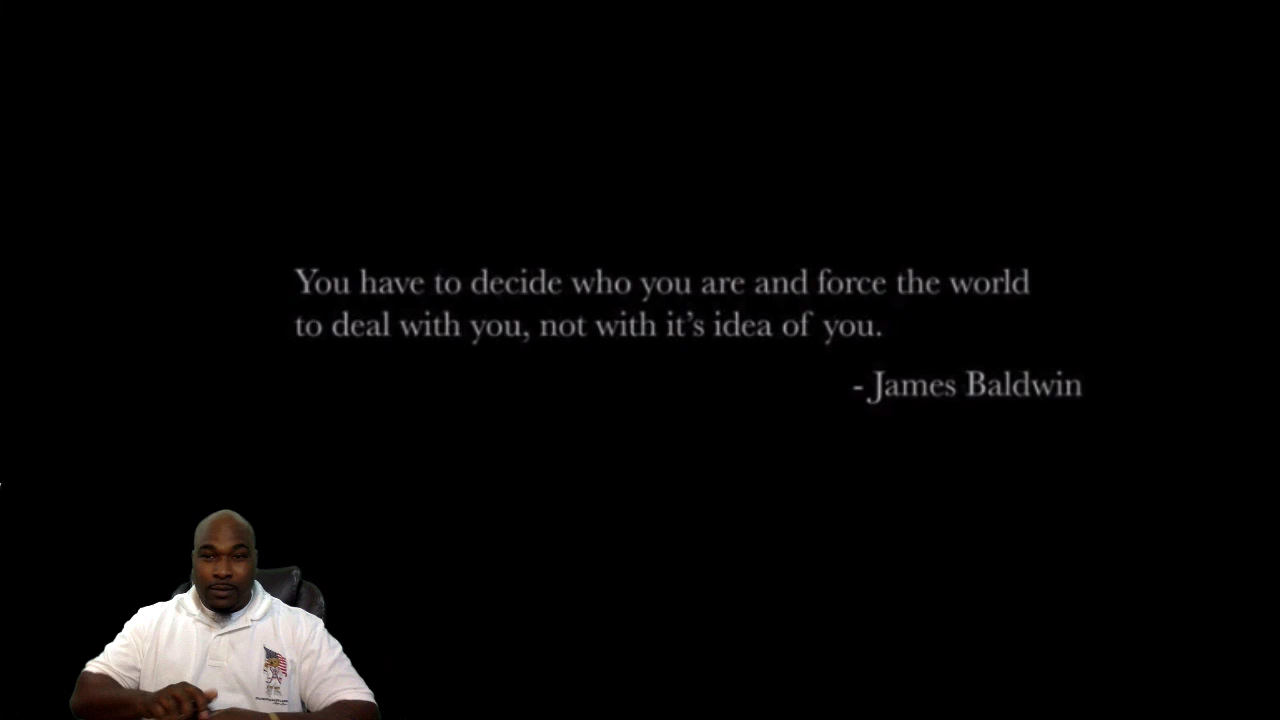 You have to decide who you are and force the world
to deal with you, not with it’s idea of you.
- James Baldwin